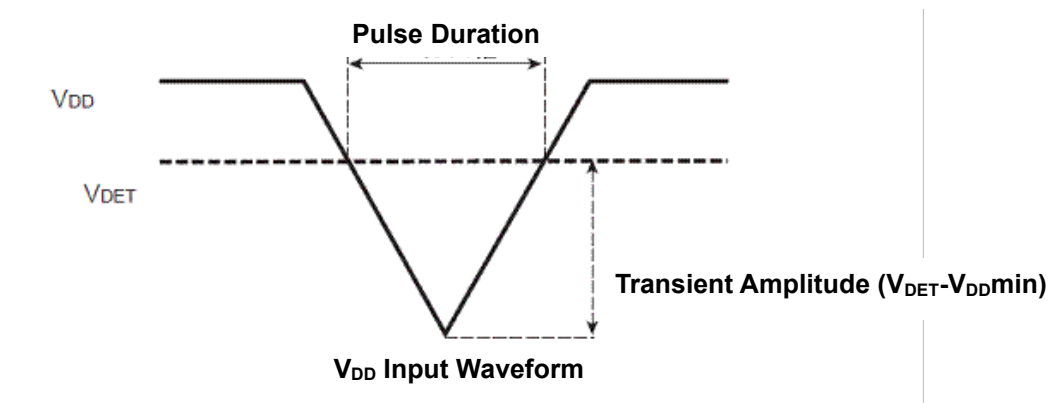 Pulse Duration
VDD
VDET
Transient Amplitude (VDET-VDDmin)
VDD Input Waveform